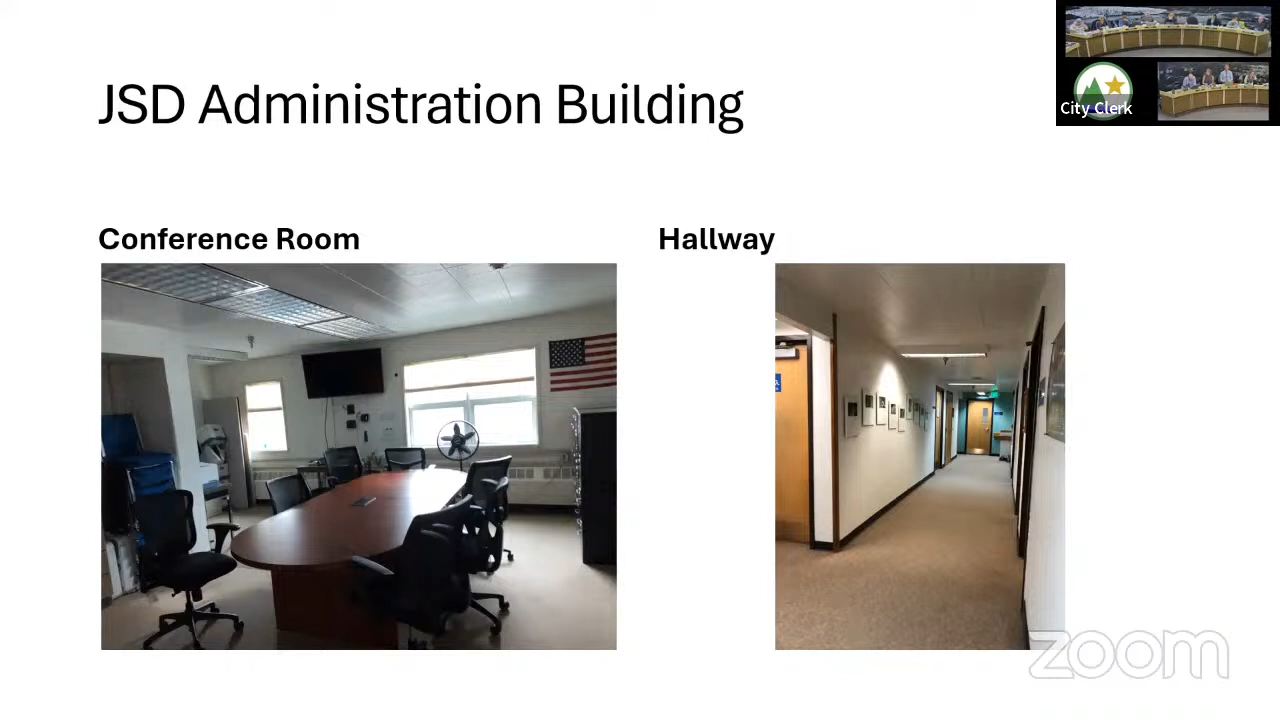 JSD Administration Building
City Clerk
Conference Room
Hallway
zoom